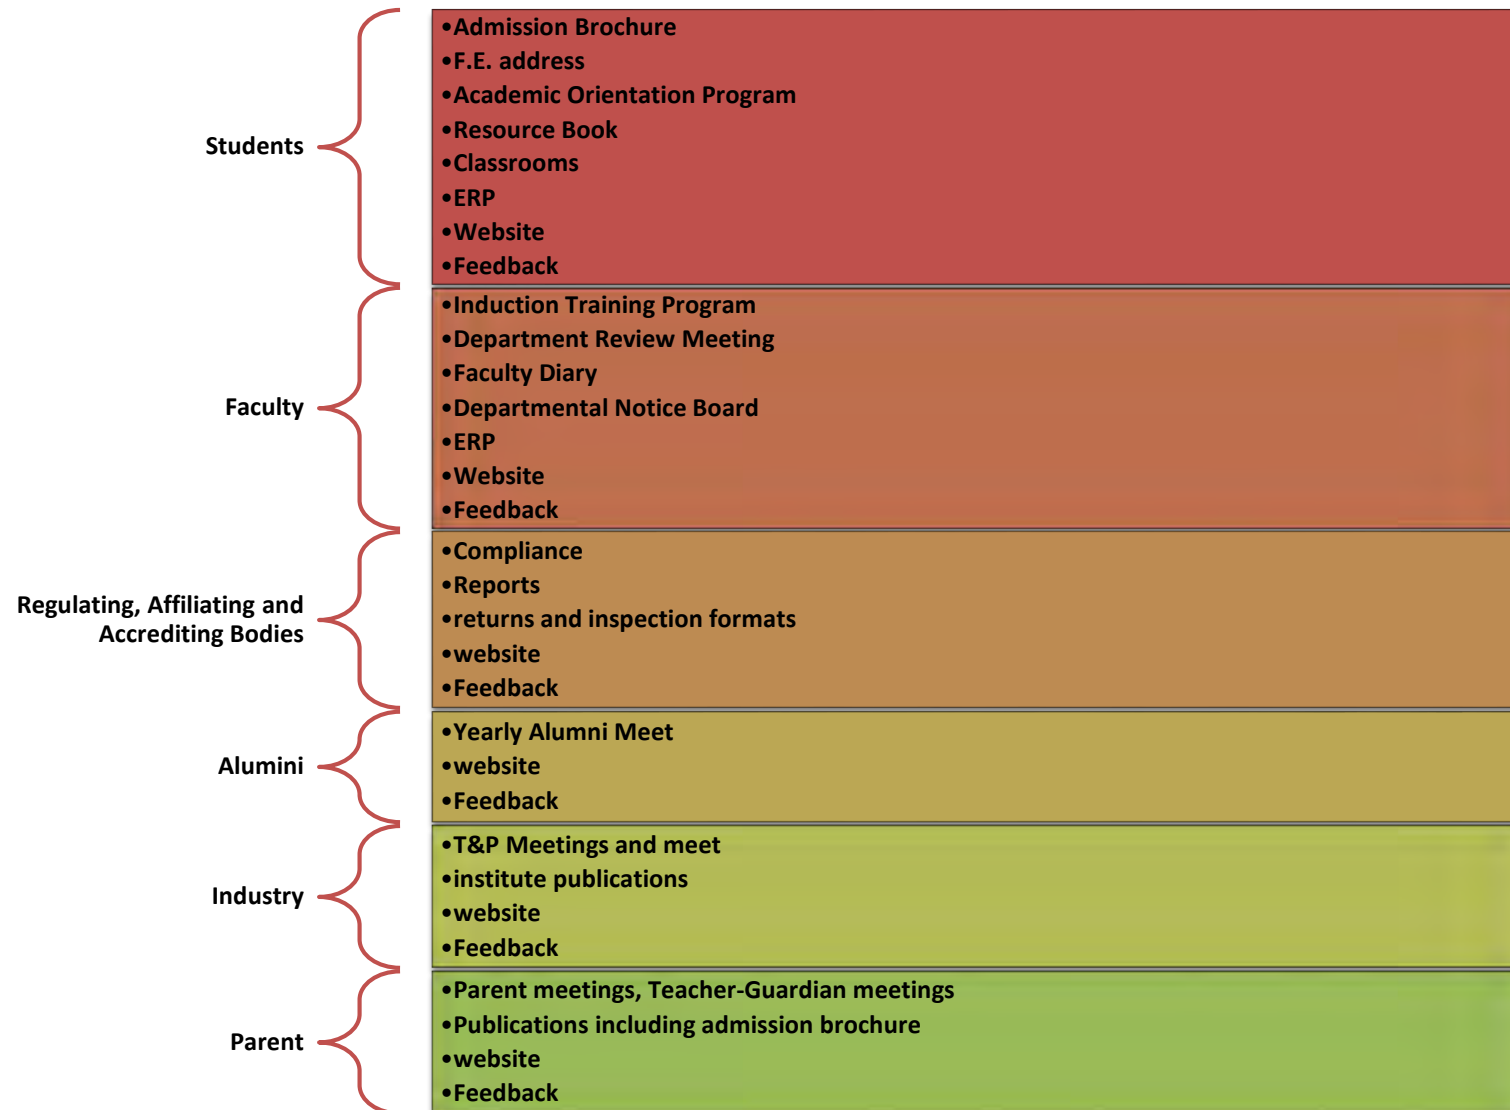 Students
•Admission Brochure
•F.E. address
•Academic Orientation Program
•Resource Book
•Classrooms
•ERP
•Website
•Feedback
Faculty
•Induction Training Program
•Department Review Meeting
•Faculty Diary
•Departmental Notice Board
•ERP
•Website
•Feedback
Regulating, Affiliating and
Accrediting Bodies
•Compliance
•Reports
•returns and inspection formats
•website
•Feedback
Alumini
•Yearly Alumni Meet
•website
•Feedback
Industry
•T&P Meetings and meet
•institute publications
•website
•Feedback
Parent
•Parent meetings, Teacher-Guardian meetings
•Publications including admission brochure
•website
•Feedback